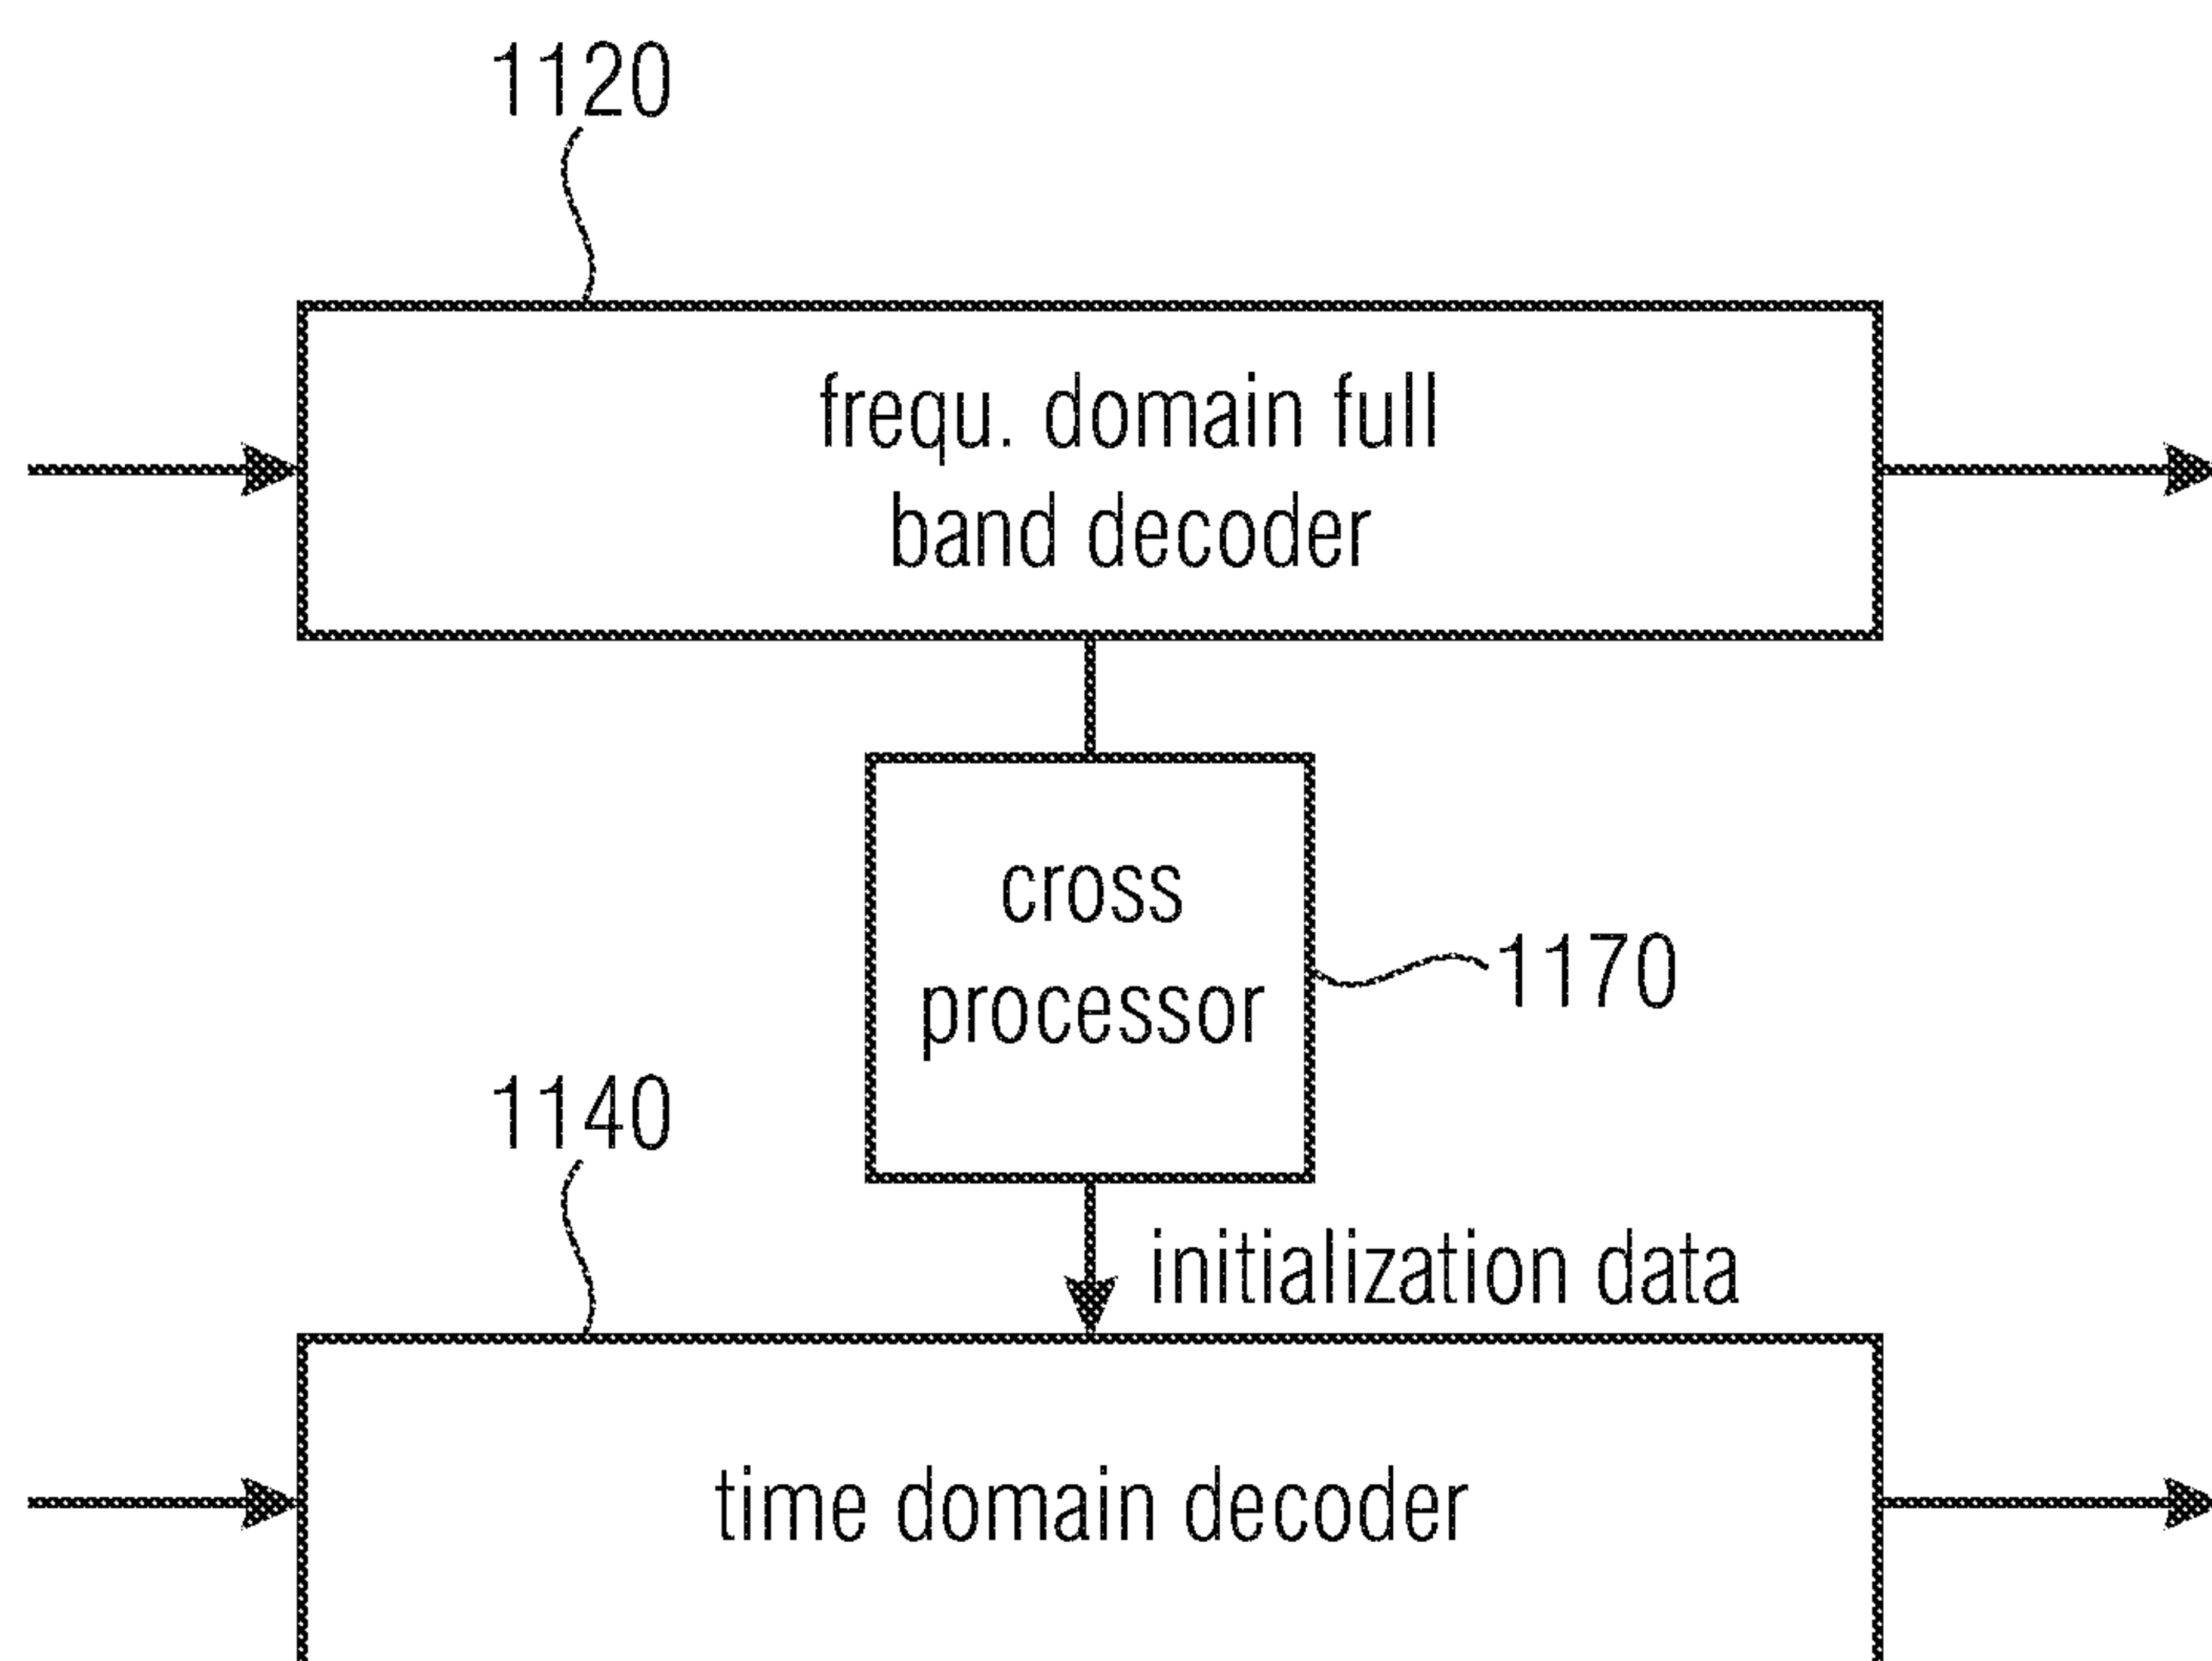 1120
frequ. domain full
band decoder
cross
processor
1170
1140
initialization data
time domain decoder